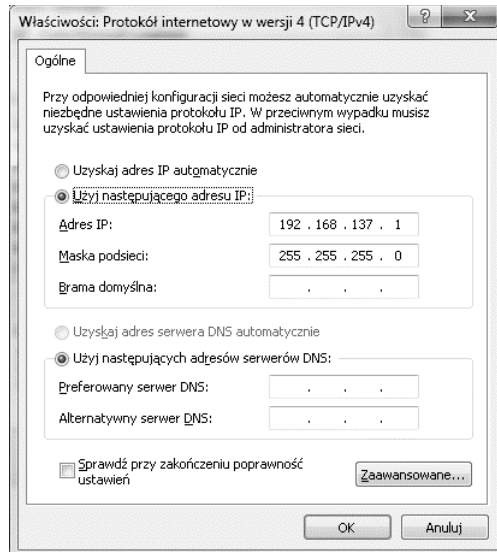 Właściwości: Protokół internetowy w wersji 4 (TCP/IPv4)
Ogólne
Przy odpowiedniej konfiguracji sieci możesz automatycznie uzyskać
niezbędne ustawienia protokołu IP. W przeciwnym wypadku musisz
uzyskać ustawienia protokołu IP od administratora sieci.
Uzyskaj adres IP automatycznie
Użyj następującego adresu IP:
Adres IP: 192 . 168 . 137 . 1
Maska podsieci: 255 . 255 . 255 . 0
Brama domyślna: . . .
Uzyskaj adres serwera DNS automatycznie
Użyj następujących adresów serwerów DNS:
Preferowany serwer DNS: . . .
Alternatywny serwer DNS: . . .
Sprawdź przy zakończeniu poprawność
ustawień
Zaawansowane...
OK Anuluj